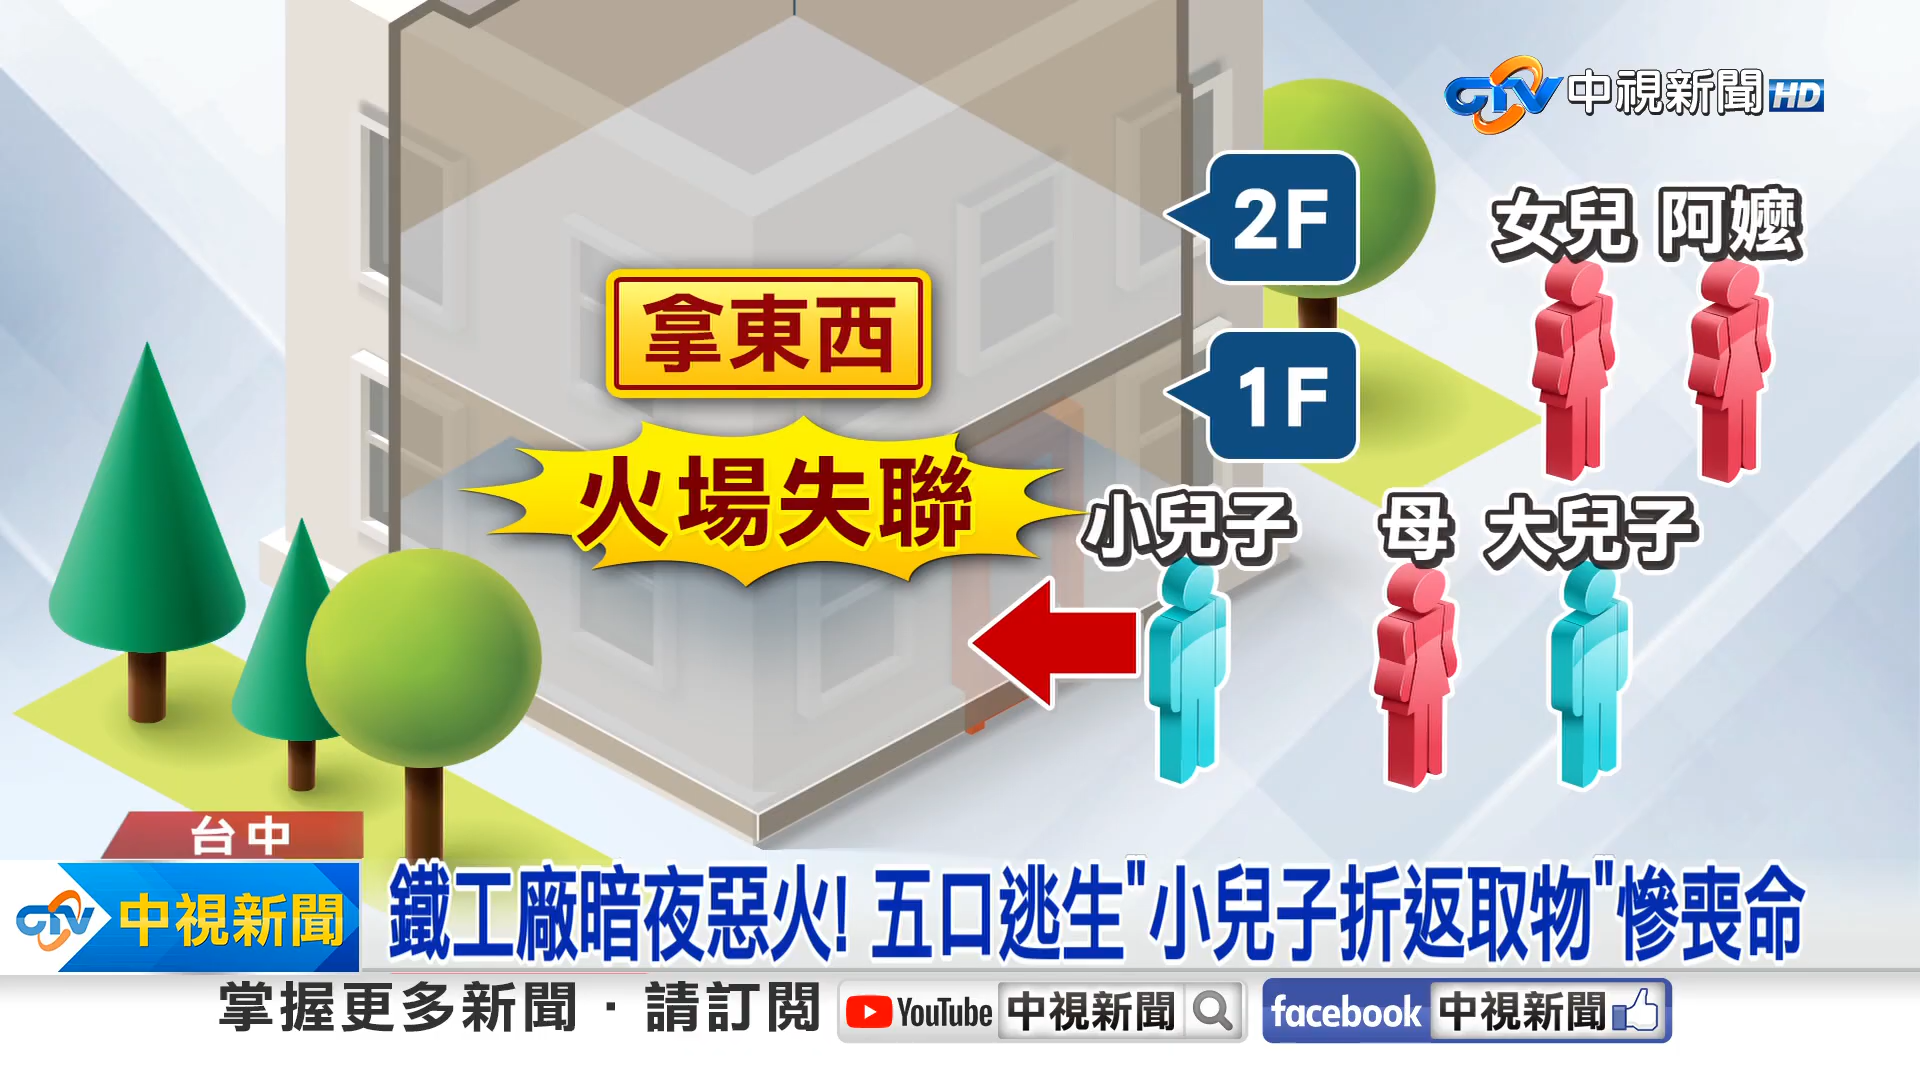 CTV 中視新聞 HD
2F
女兒 阿嬤
拿東西
1F
火場失聯
小兒子 母 大兒子
台中
CTV 中視新聞
鐵工廠暗夜惡火! 五口逃生"小兒子折返取物"慘喪命
掌握更多新聞．請訂閱 YouTube 中視新聞 facebook 中視新聞